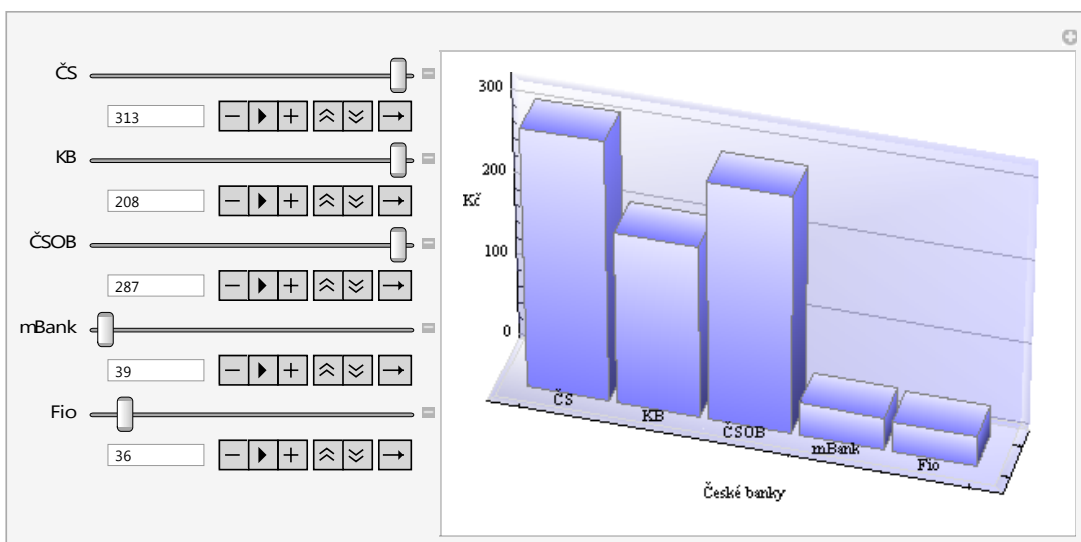 ČS
313
KB
208
ČSOB
287
mBank
39
Fio
36
300
200
Kč
100
0
ČS
KB
ČSOB
mBank
Fio
České banky